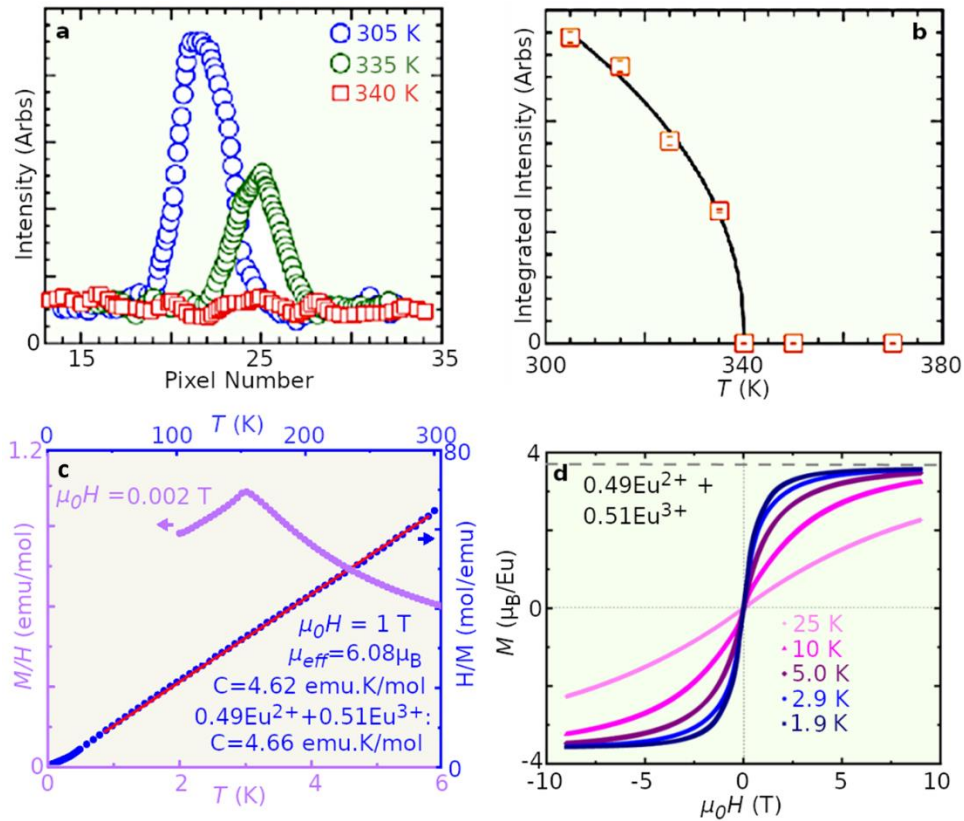 a
305 K
335 K
340 K
Intensity (Arbs)
0
15 25 35
Pixel Number
b
Integrated Intensity (Arbs)
0
300 340 380
T (K)
T (K)
0 100 200 300
1.2
c
80
μ₀H = 0.002 T
M/H (emu/mol)
H/M (mol/emu)
μ₀H = 1 T
μeff=6.08μB
C=4.62 emu.K/mol
0.49Eu²⁺+0.51Eu³⁺:
C=4.66 emu.K/mol
0
0
0 2 4 6
T (K)
4
d
0.49Eu²⁺ +
0.51Eu³⁺
M (μB/Eu)
0
25 K
10 K
5.0 K
2.9 K
1.9 K
-4
-10 -5 0 5 10
μ₀H (T)